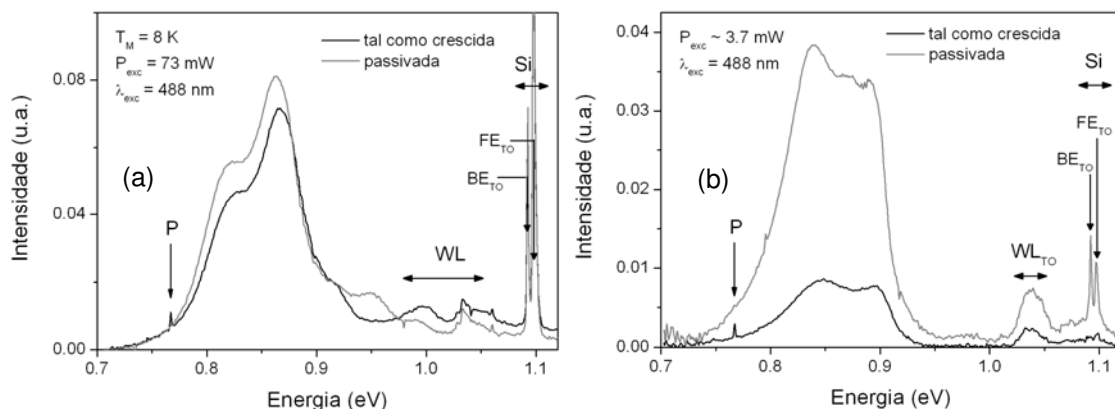 T_M = 8 K
P_exc = 73 mW
λ_exc = 488 nm
tal como crescida
passivada
Si
FE_TO
BE_TO
(a)
P
WL
0.08
0.04
0.00
Intensidade (u.a.)
0.7 0.8 0.9 1.0 1.1
Energia (eV)
P_exc ~ 3.7 mW
λ_exc = 488 nm
tal como crescida
passivada
Si
FE_TO
BE_TO
(b)
P
WL_TO
0.04
0.03
0.02
0.01
0.00
Intensidade (u.a.)
0.7 0.8 0.9 1.0 1.1
Energia (eV)